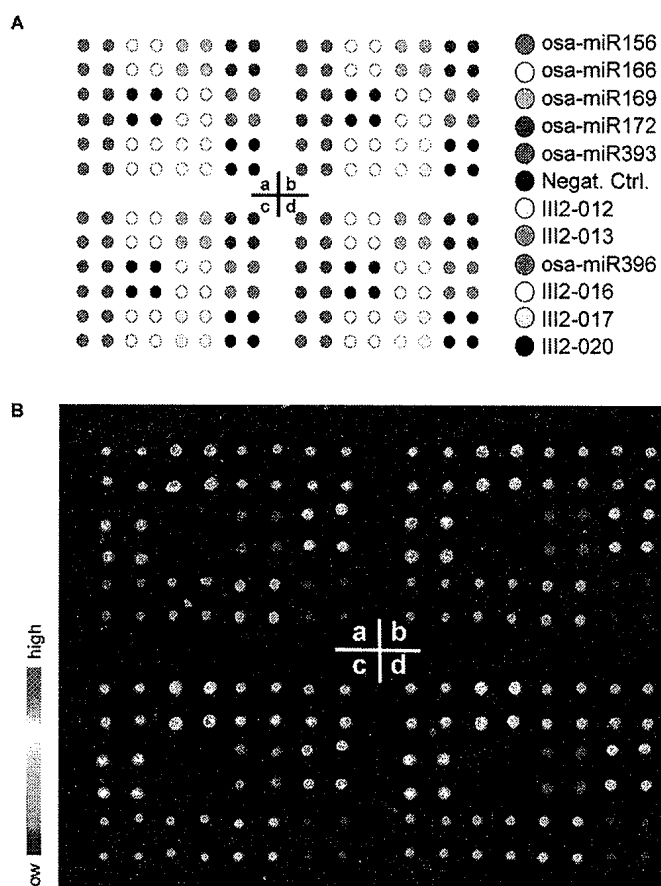 A
osa-miR156
osa-miR166
osa-miR169
osa-miR172
osa-miR393
Negat. Ctrl.
III2-012
III2-013
osa-miR396
III2-016
III2-017
III2-020
a b
c d
B
high
low
a b
c d